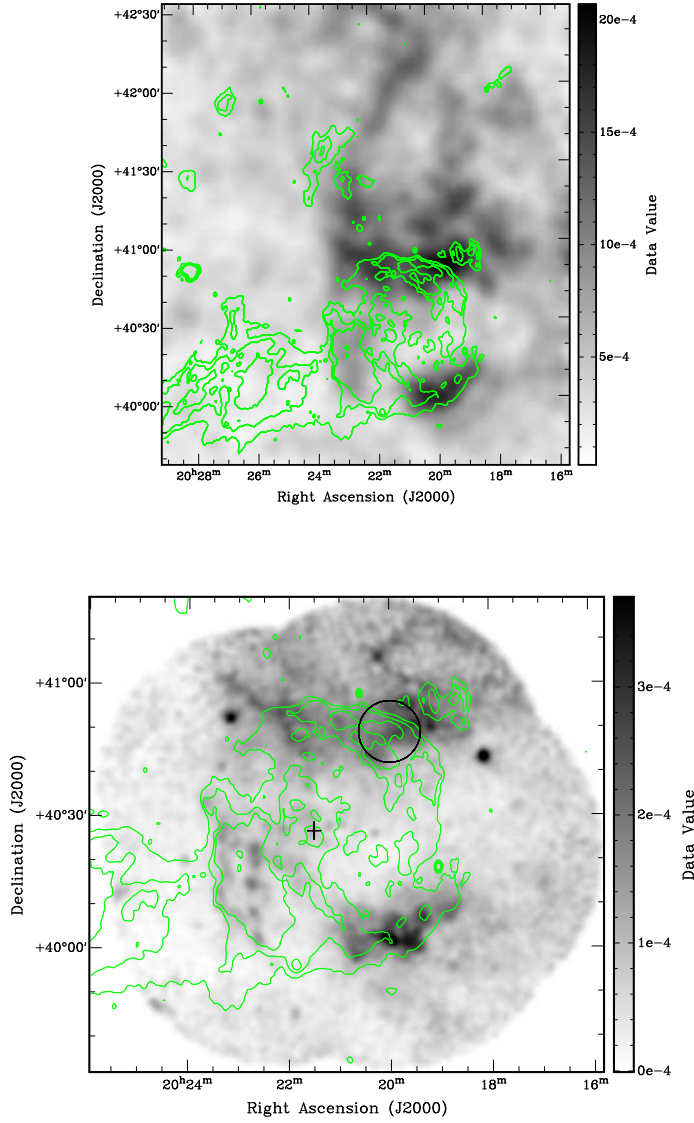 +42°30′
+42°00′
+41°30′
+41°00′
+40°30′
+40°00′
Declination (J2000)
20ʰ28ᵐ 26ᵐ 24ᵐ 22ᵐ 20ᵐ 18ᵐ 16ᵐ
Right Ascension (J2000)
20e-4
15e-4
10e-4
5e-4
Data Value
+41°00′
+40°30′
+40°00′
Declination (J2000)
20ʰ24ᵐ 22ᵐ 20ᵐ 18ᵐ 16ᵐ
Right Ascension (J2000)
3e-4
2e-4
1e-4
0e-4
Data Value